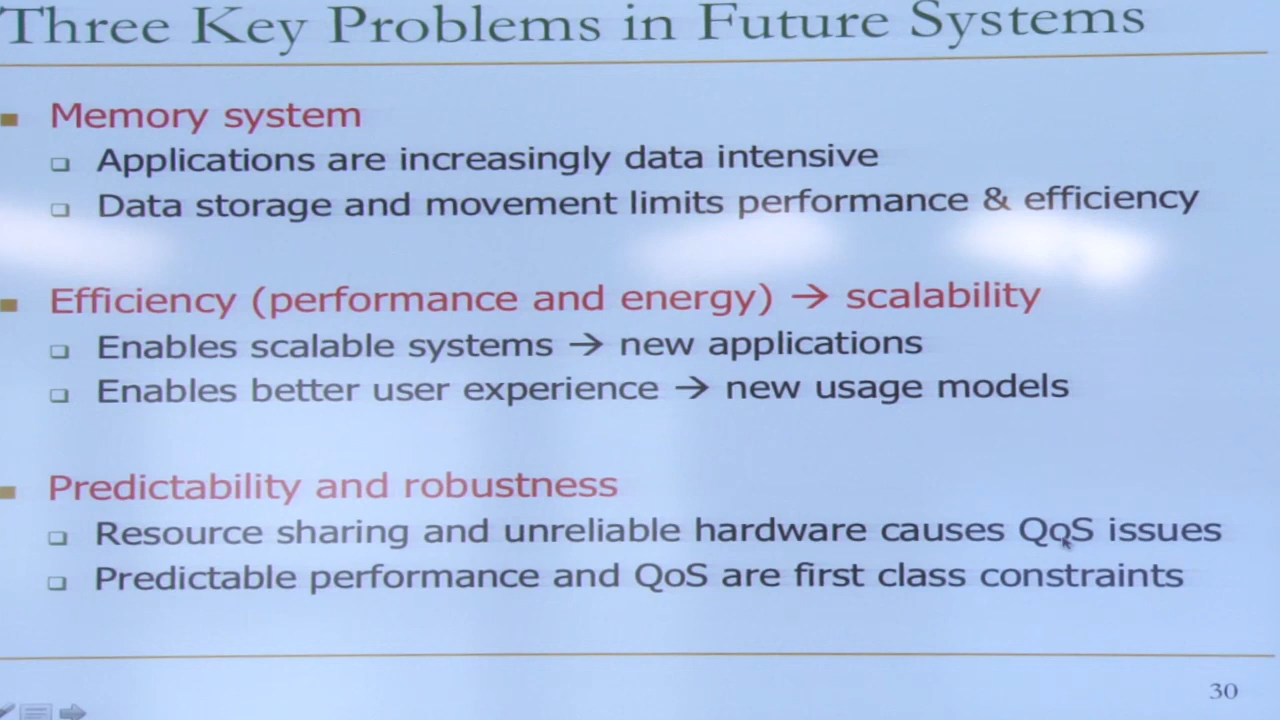 Three Key Problems in Future Systems
Memory system
Applications are increasingly data intensive
Data storage and movement limits performance & efficiency
Efficiency (performance and energy) → scalability
Enables scalable systems → new applications
Enables better user experience → new usage models
Predictability and robustness
Resource sharing and unreliable hardware causes QoS issues
Predictable performance and QoS are first class constraints
30